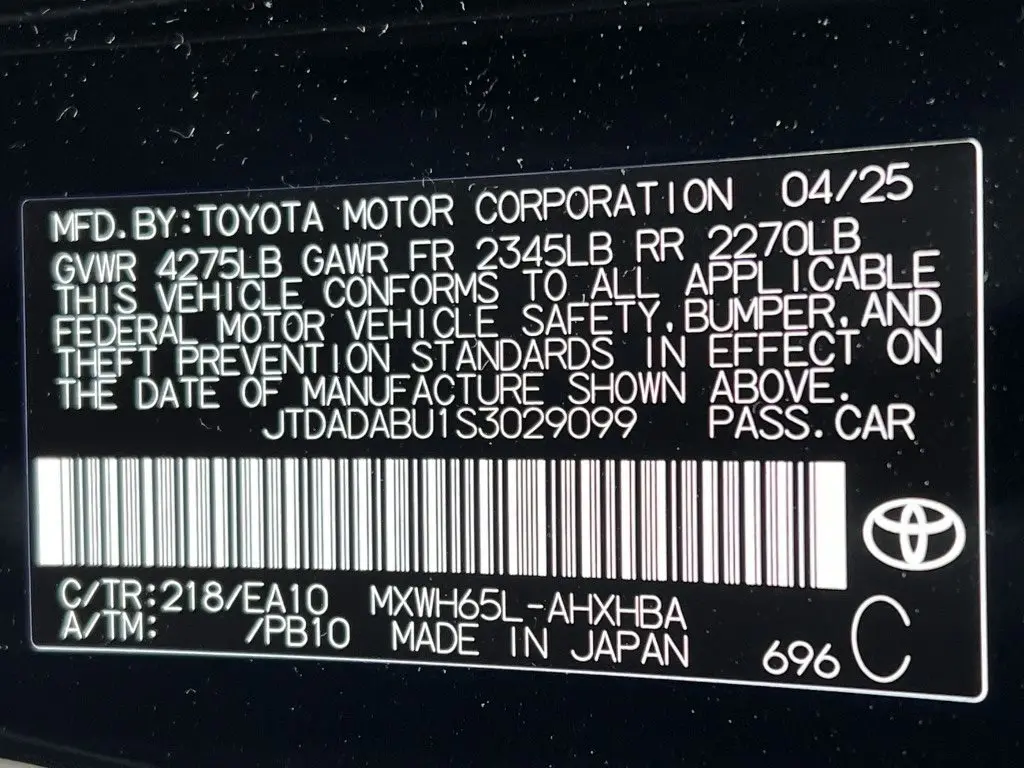 MFD.BY:TOYOTA MOTOR CORPORATION 04/25
GVWR 4275LB GAWR FR 2345LB RR 2270LB
THIS VEHICLE CONFORMS TO ALL APPLICABLE
FEDERAL MOTOR VEHICLE SAFETY,BUMPER,AND
THEFT PREVENTION STANDARDS IN EFFECT ON
THE DATE OF MANUFACTURE SHOWN ABOVE.
JTDADABU1S3029099 PASS.CAR
C/TR:218/EA10 MXWH65L-AHXHBA
A/TM: /PB10 MADE IN JAPAN
696 C